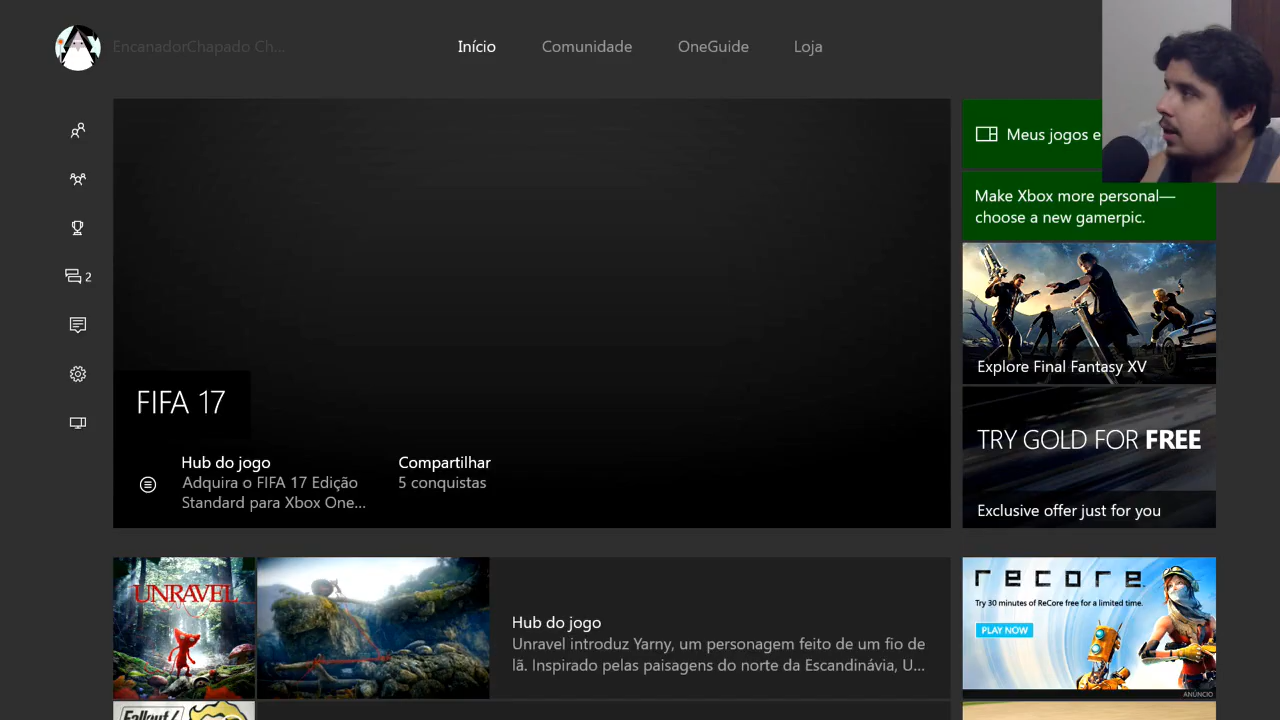 EncanadorChapado Ch...
Início
Comunidade
OneGuide
Loja
2
FIFA 17
Hub do jogo
Adquira o FIFA 17 Edição
Standard para Xbox One...
Compartilhar
5 conquistas
Meus jogos e
Make Xbox more personal—
choose a new gamerpic.
Explore Final Fantasy XV
TRY GOLD FOR FREE
Exclusive offer just for you
UNRAVEL
Hub do jogo
Unravel introduz Yarny, um personagem feito de um fio de
lã. Inspirado pelas paisagens do norte da Escandinávia, U...
recore
Try 30 minutes of ReCore free for a limited time.
PLAY NOW
ANÚNCIO
Fallout 4